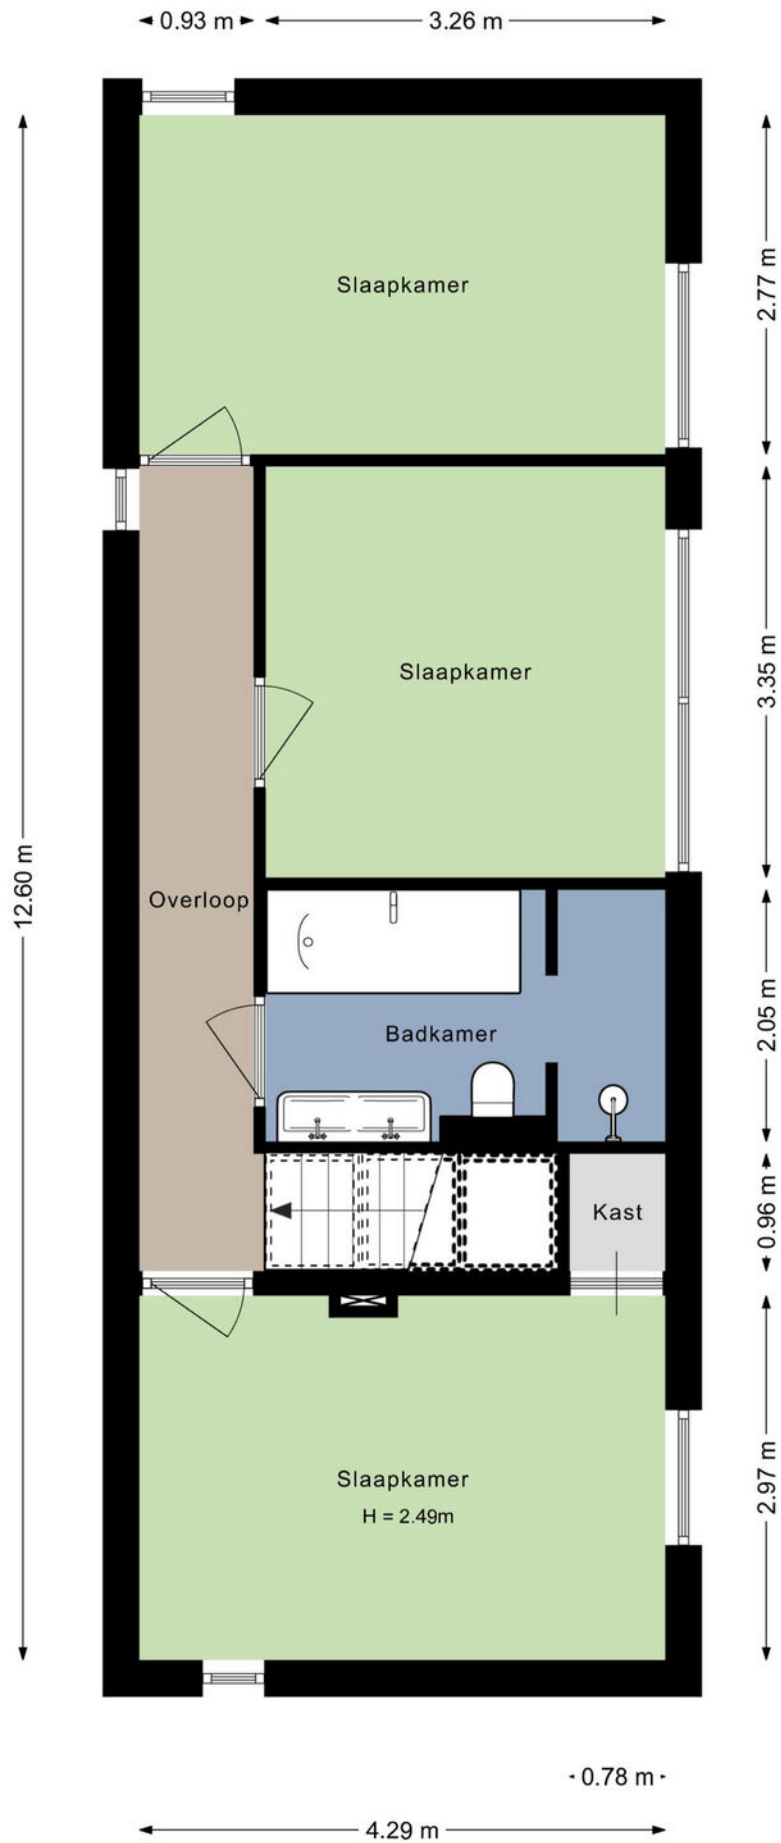 0.93 m
3.26 m
Slaapkamer
2.77 m
Slaapkamer
3.35 m
12.60 m
Overloop
Badkamer
2.05 m
Kast
0.96 m
Slaapkamer
H = 2.49m
2.97 m
0.78 m
4.29 m